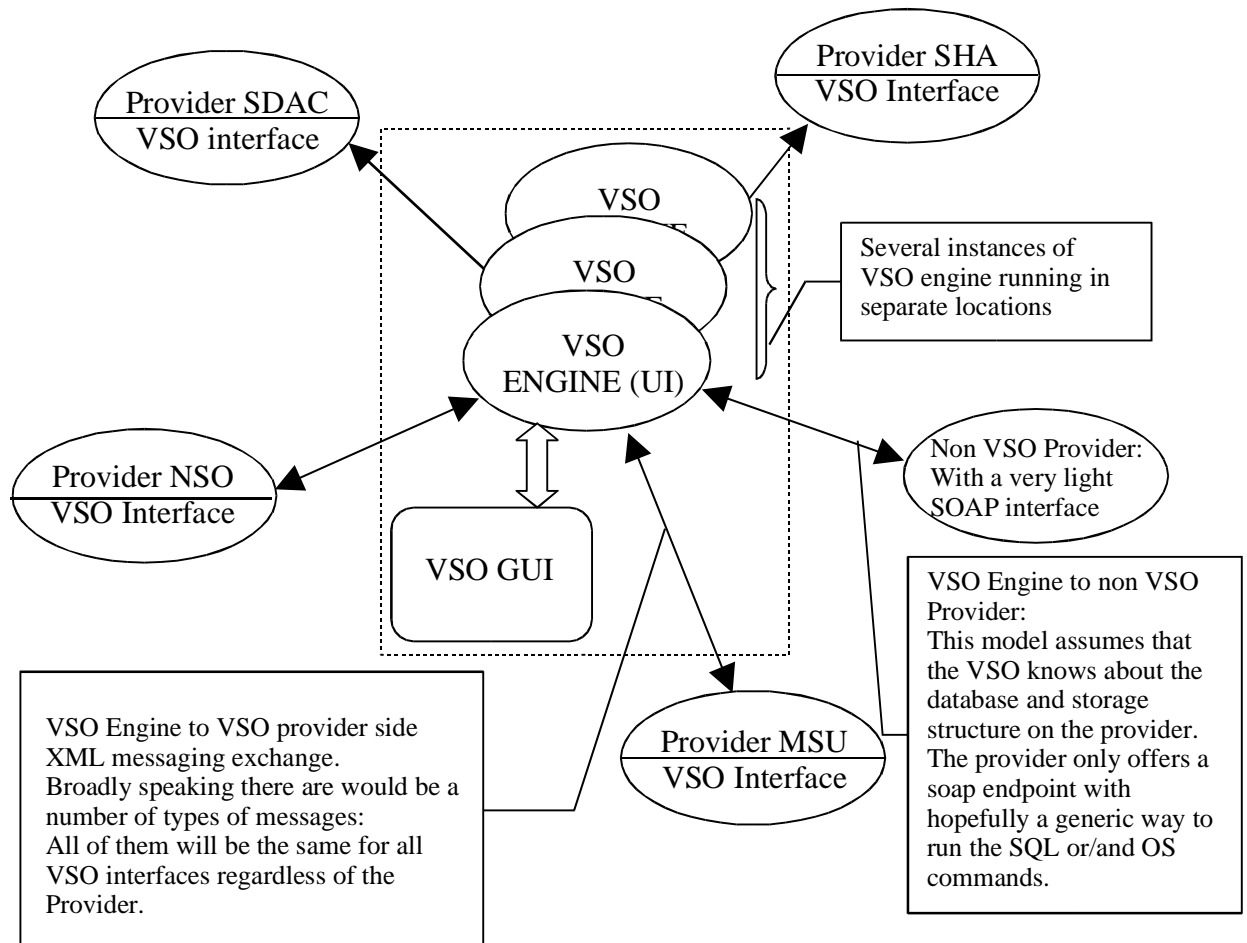 Provider SHA
VSO Interface
Provider SDAC
VSO interface
VSO
VSO
VSO
ENGINE (UI)
Several instances of
VSO engine running in
separate locations
Provider NSO
VSO Interface
Non VSO Provider:
With a very light
SOAP interface
VSO GUI
Provider MSU
VSO Interface
VSO Engine to VSO provider side
XML messaging exchange.
Broadly speaking there are would be a
number of types of messages:
All of them will be the same for all
VSO interfaces regardless of the
Provider.
VSO Engine to non VSO
Provider:
This model assumes that
the VSO knows about the
database and storage
structure on the provider.
The provider only offers a
soap endpoint with
hopefully a generic way to
run the SQL or/and OS
commands.